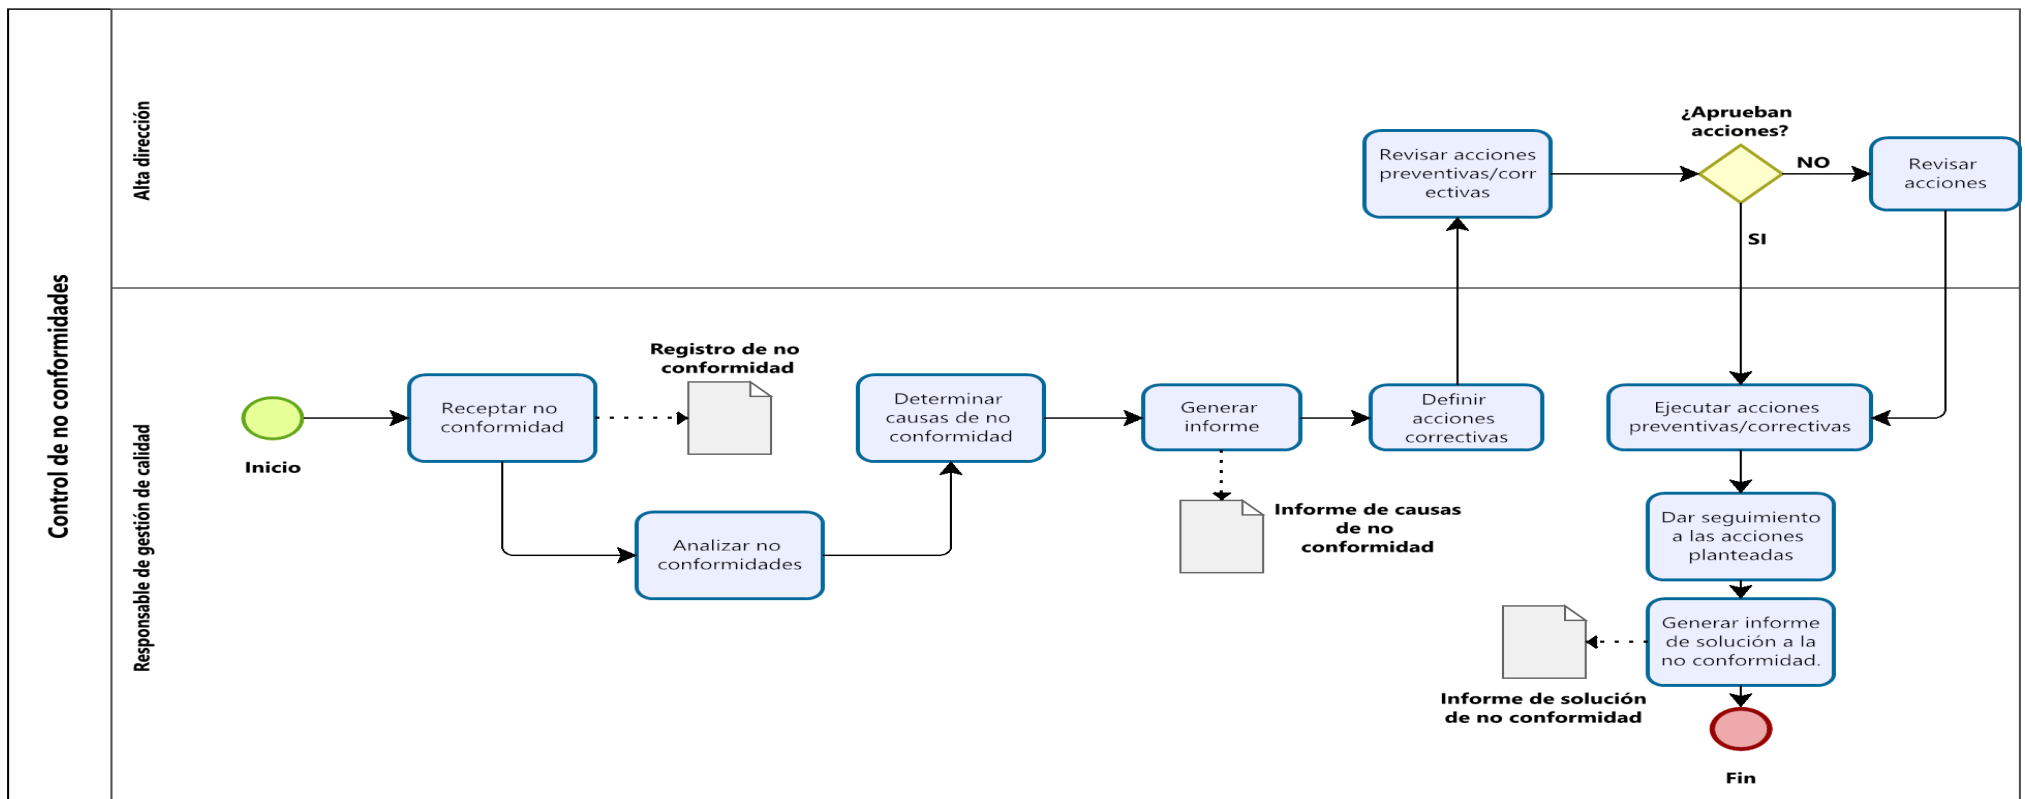 Control de no conformidades
Alta dirección
Revisar acciones
preventivas/corr
ectivas
¿Aprueban
acciones?
NO
SI
Revisar
acciones
Responsable de gestión de calidad
Inicio
Receptar no
conformidad
Registro de no
conformidad
Analizar no
conformidades
Determinar
causas de no
conformidad
Generar
informe
Informe de causas
de no
conformidad
Definir
acciones
correctivas
Ejecutar acciones
preventivas/correctivas
Dar seguimiento
a las acciones
planteadas
Generar informe
de solución a la
no conformidad.
Informe de solución
de no conformidad
Fin